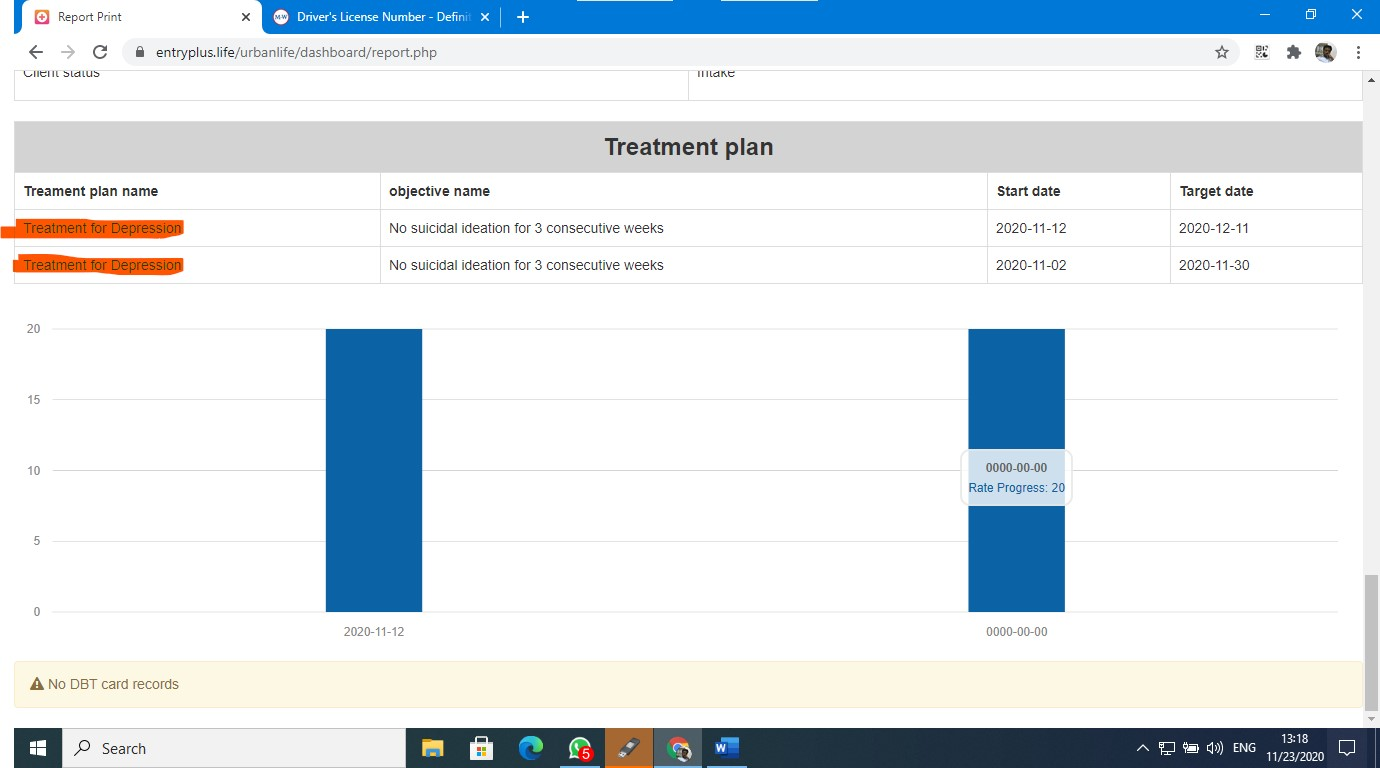 Report Print
Driver's License Number - Defini
entryplus.life/urbanlife/dashboard/report.php
Client status Intake
Treatment plan
Treament plan name objective name Start date Target date
Treatment for Depression No suicidal ideation for 3 consecutive weeks 2020-11-12 2020-12-11
Treatment for Depression No suicidal ideation for 3 consecutive weeks 2020-11-02 2020-11-30
20
15
10
5
0
0000-00-00
Rate Progress: 20
2020-11-12 0000-00-00
No DBT card records
Search
5
W
ENG
13:18
11/23/2020